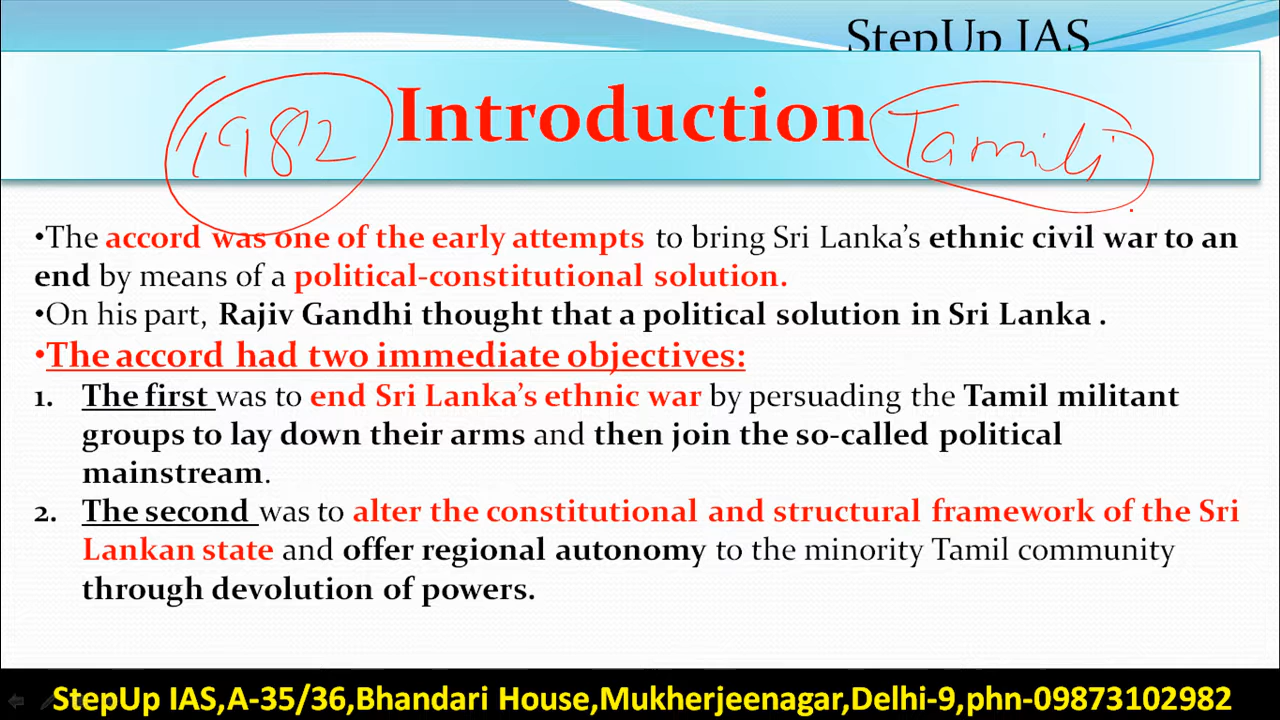 StepUp IAS
1982 Introduction Tamili
•The accord was one of the early attempts to bring Sri Lanka's ethnic civil war to an
end by means of a political-constitutional solution.
•On his part, Rajiv Gandhi thought that a political solution in Sri Lanka .
•The accord had two immediate objectives:
1. The first was to end Sri Lanka's ethnic war by persuading the Tamil militant
groups to lay down their arms and then join the so-called political
mainstream.
2. The second was to alter the constitutional and structural framework of the Sri
Lankan state and offer regional autonomy to the minority Tamil community
through devolution of powers.
StepUp IAS,A-35/36,Bhandari House,Mukherjeenagar,Delhi-9,phn-09873102982